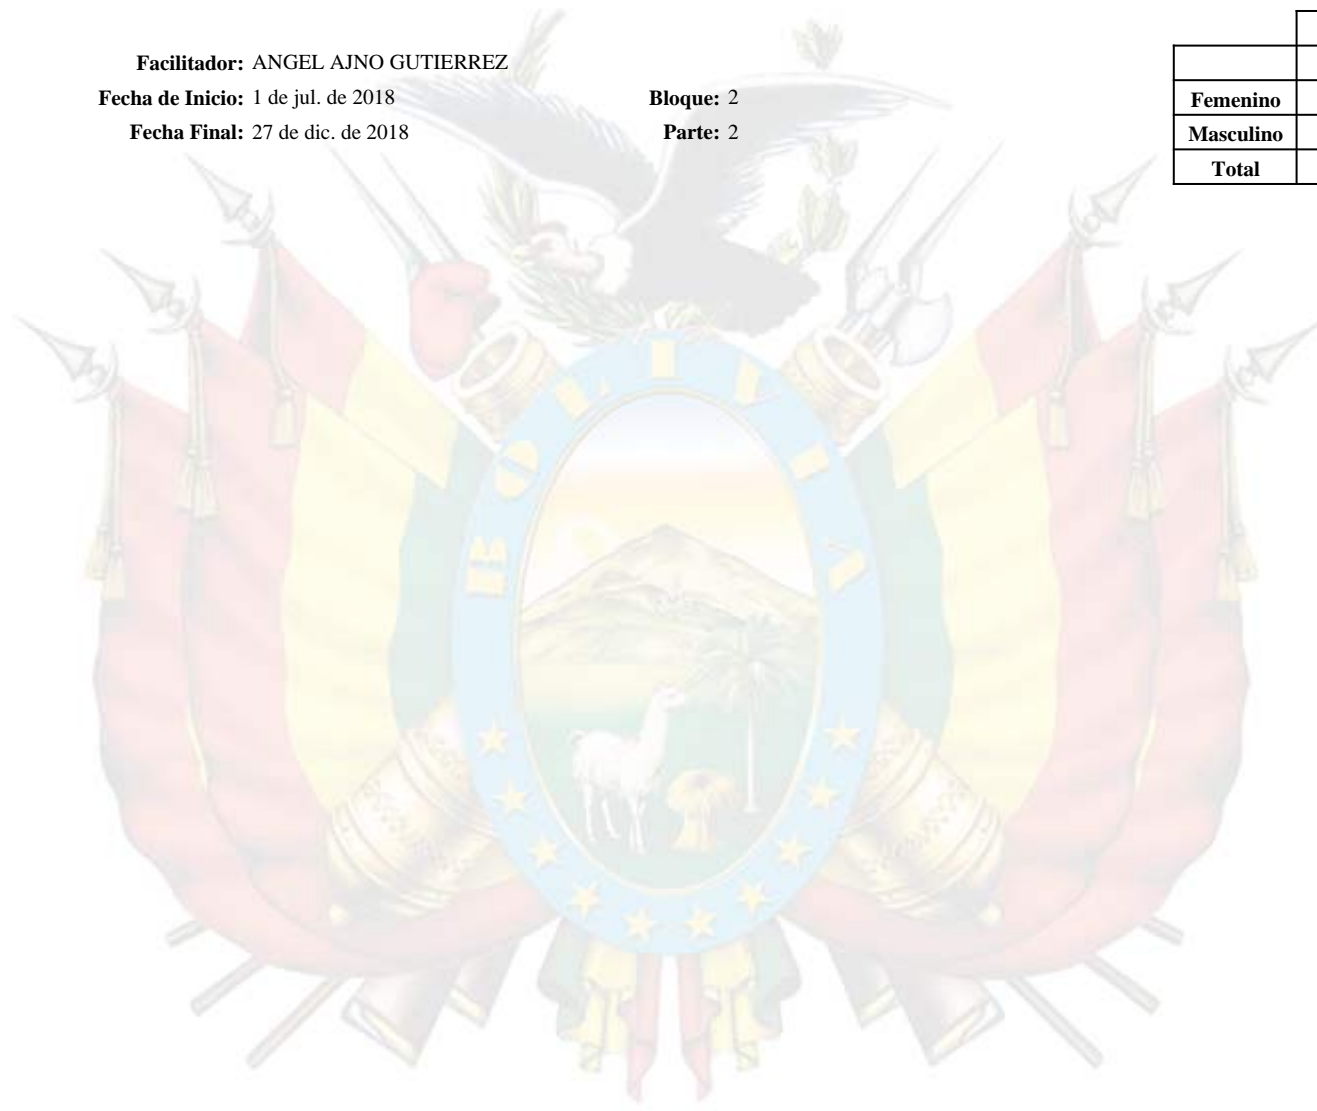 Facilitador: ANGEL AJNO GUTIERREZ
Fecha de Inicio: 1 de jul. de 2018 Bloque: 2
Fecha Final: 27 de dic. de 2018 Parte: 2
Femenino
Masculino
Total
BOLIVIA